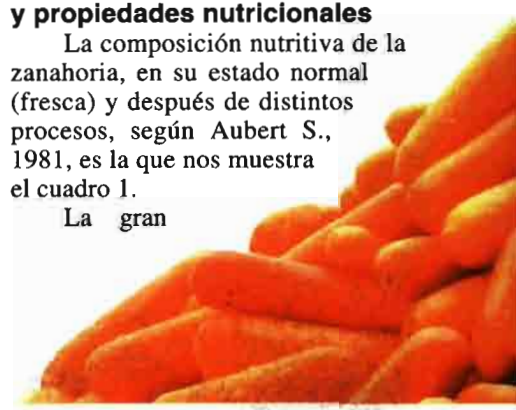 y propiedades nutricionales
La composición nutritiva de la
zanahoria, en su estado normal
(fresca) y después de distintos
procesos, según Aubert S.,
1981, es la que nos muestra
el cuadro 1.
La gran